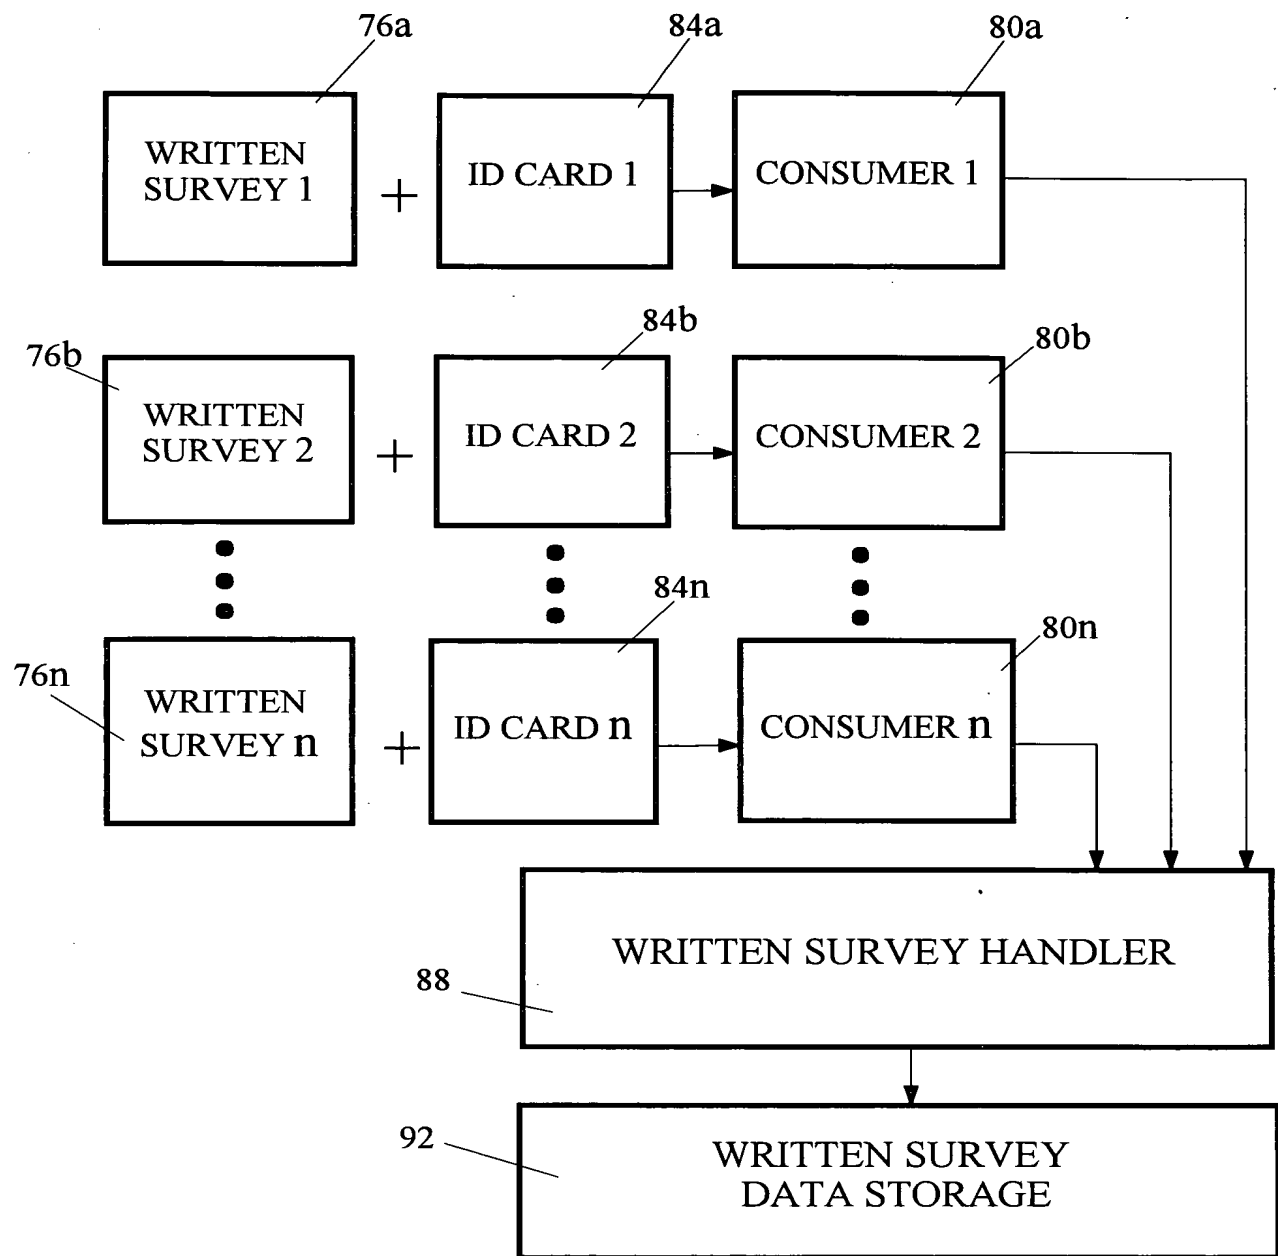 76a
84a
80a
WRITTEN
SURVEY 1
+
ID CARD 1
CONSUMER 1
76b
84b
80b
WRITTEN
SURVEY 2
+
ID CARD 2
CONSUMER 2
76n
84n
80n
WRITTEN
SURVEY n
+
ID CARD n
CONSUMER n
WRITTEN SURVEY HANDLER
88
92
WRITTEN SURVEY
DATA STORAGE